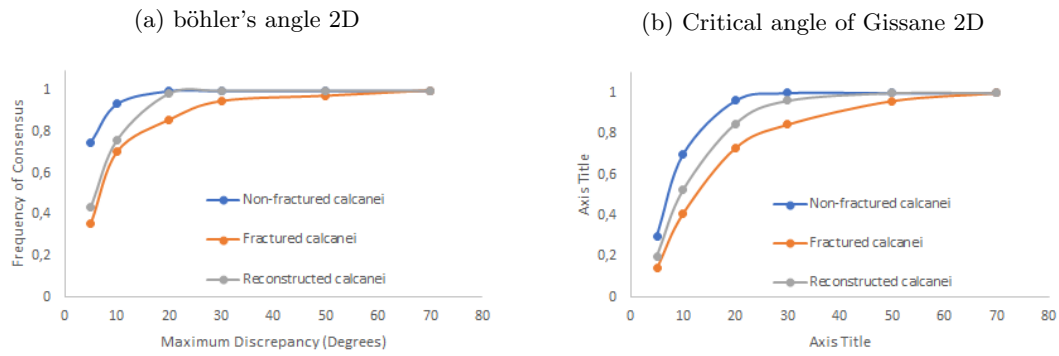 (a) böhler’s angle 2D
Frequency of Consensus
1
0,8
0,6
0,4
0,2
0
0 10 20 30 40 50 60 70 80
Maximum Discrepancy (Degrees)
Non-fractured calcanei
Fractured calcanei
Reconstructed calcanei
(b) Critical angle of Gissane 2D
Axis Title
1
0,8
0,6
0,4
0,2
0
0 10 20 30 40 50 60 70 80
Axis Title
Non-fractured calcanei
Fractured calcanei
Reconstructed calcanei